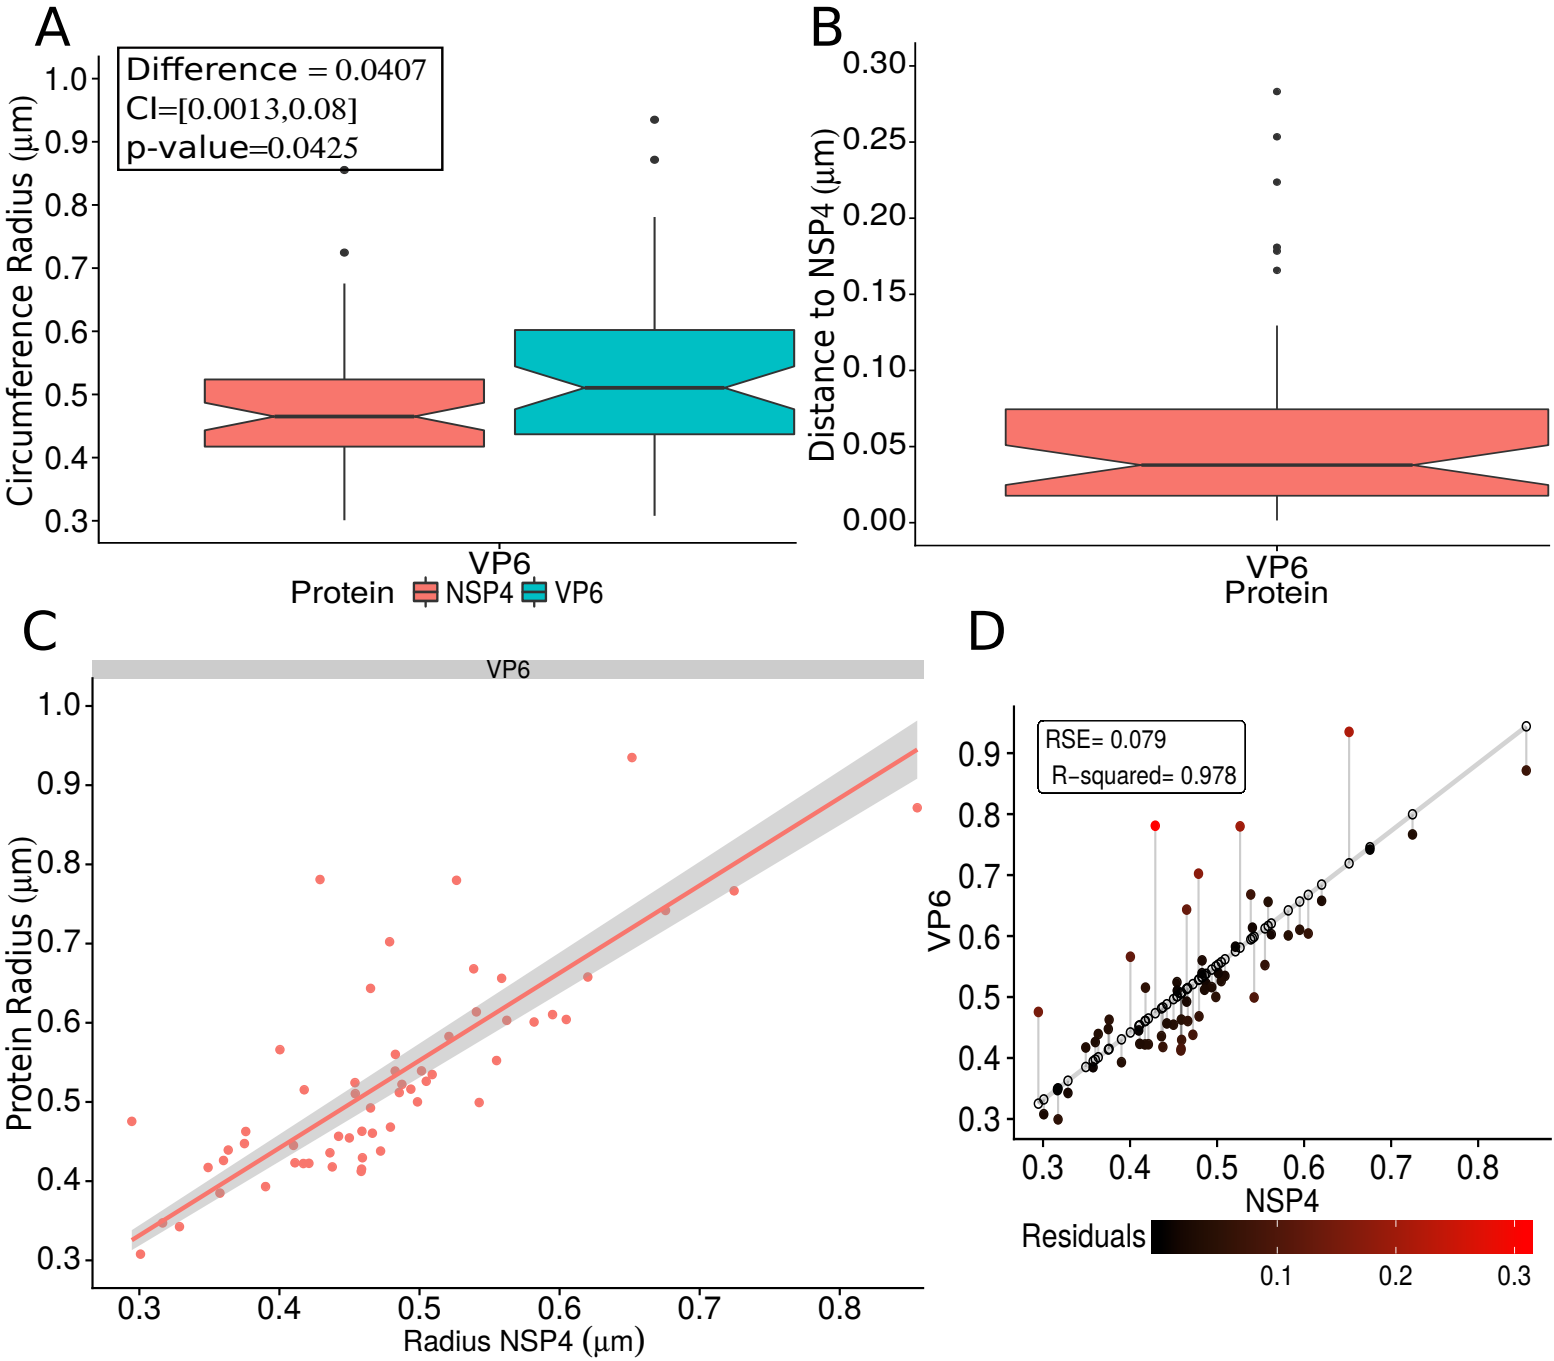 A
Difference = 0.0407
CI=[0.0013,0.08]
p-value=0.0425
Circumference Radius (μm)
1.0
0.9
0.8
0.7
0.6
0.5
0.4
0.3
VP6
Protein NSP4 VP6
B
Distance to NSP4 (μm)
0.30
0.25
0.20
0.15
0.10
0.05
0.00
VP6
Protein
C
VP6
Protein Radius (μm)
1.0
0.9
0.8
0.7
0.6
0.5
0.4
0.3
0.3 0.4 0.5 0.6 0.7 0.8
Radius NSP4 (μm)
D
RSE= 0.079
R−squared= 0.978
VP6
0.9
0.8
0.7
0.6
0.5
0.4
0.3
0.3 0.4 0.5 0.6 0.7 0.8
NSP4
Residuals
0.1 0.2 0.3